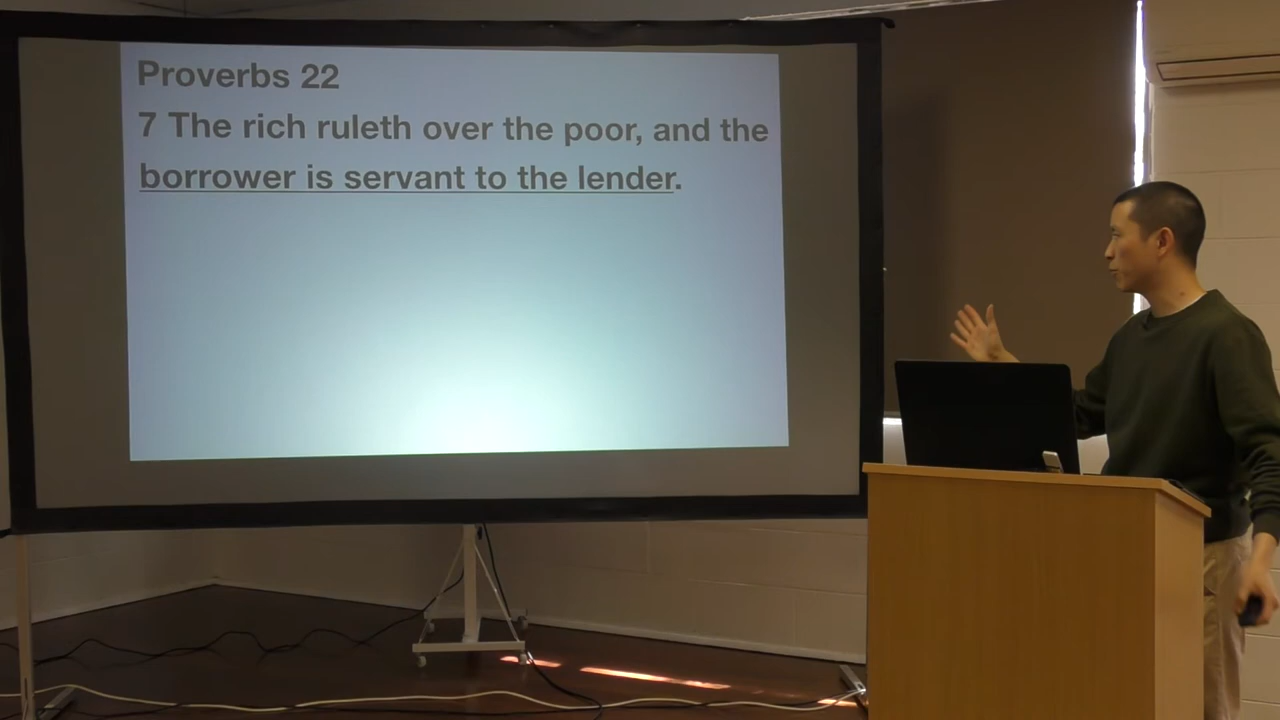 Proverbs 22
7 The rich ruleth over the poor, and the
borrower is servant to the lender.